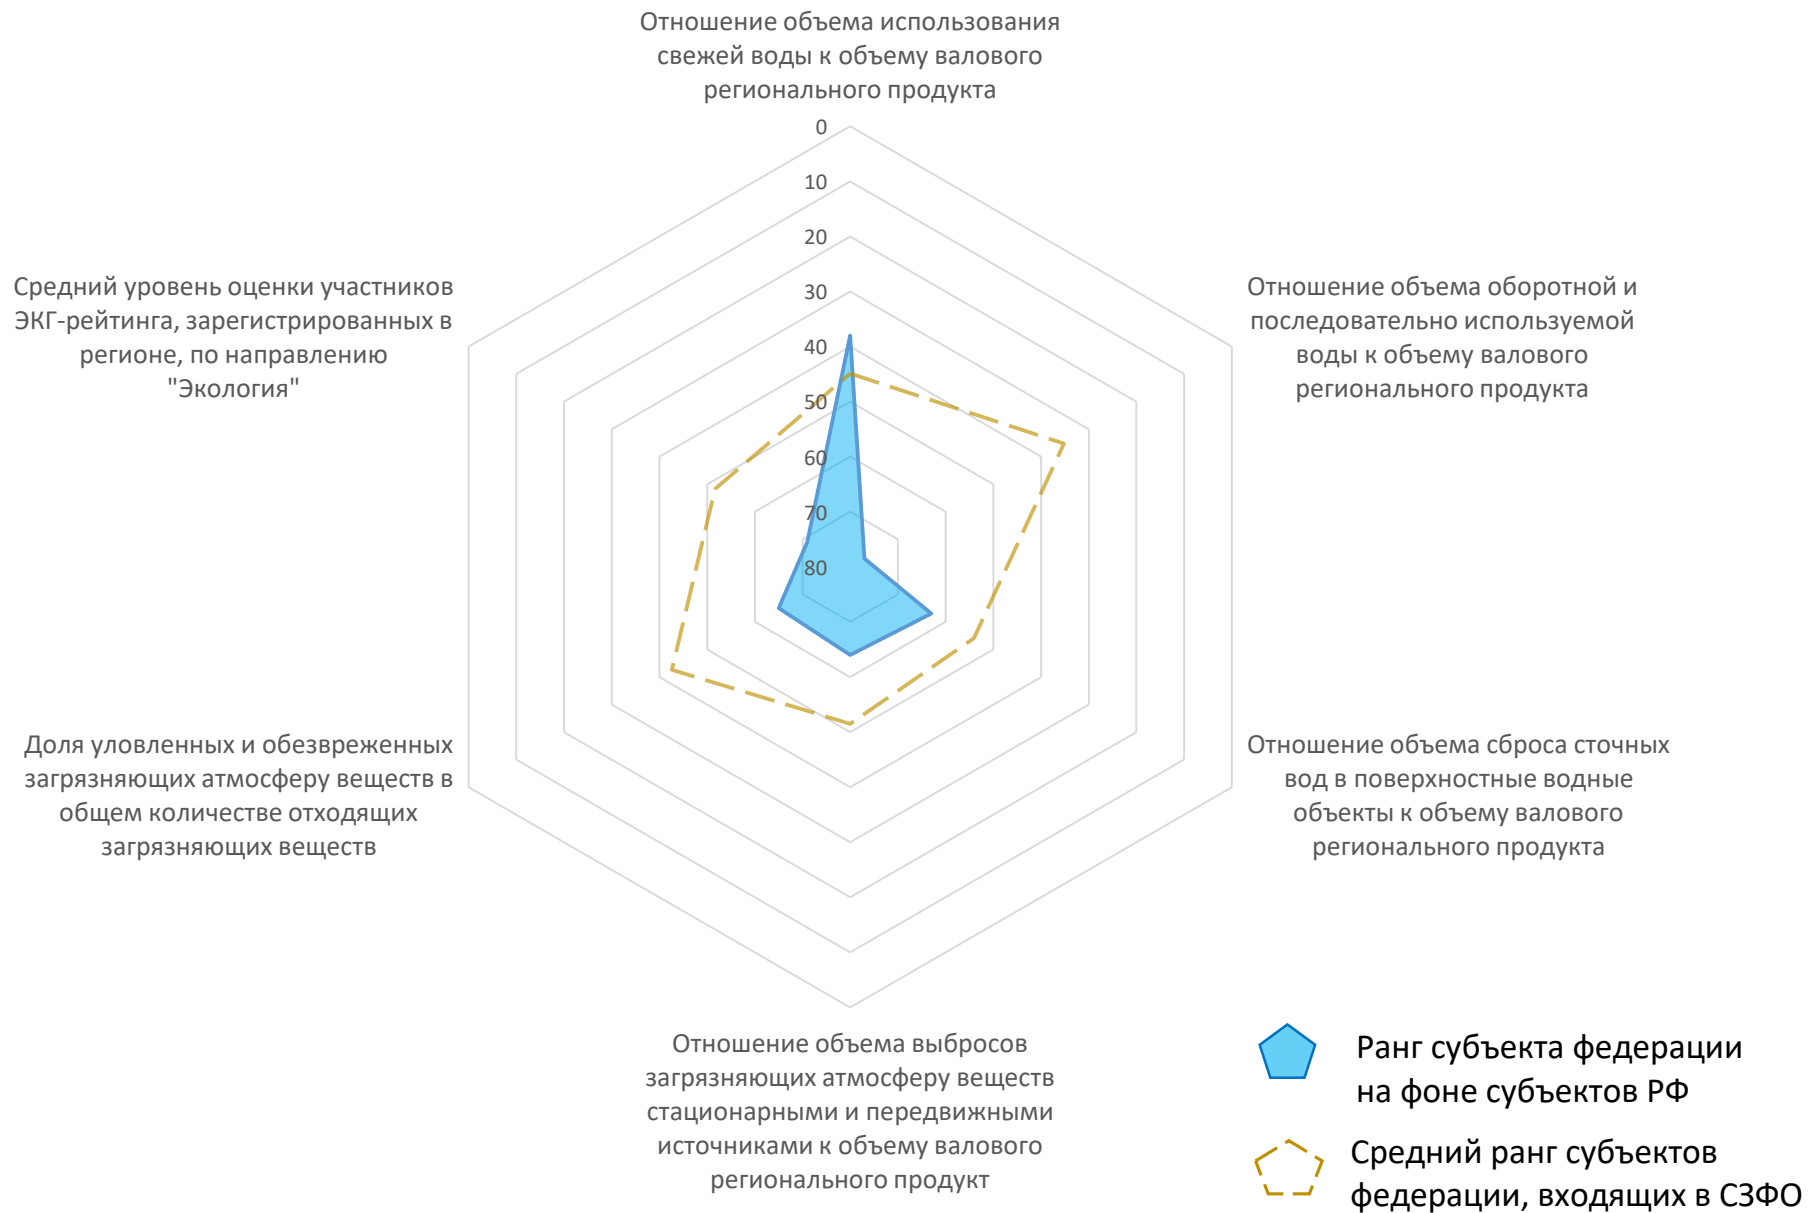 Отношение объема использования
свежей воды к объему валового
регионального продукта
0
10
20
30
40
50
60
70
80
Средний уровень оценки участников
ЭКГ-рейтинга, зарегистрированных в
регионе, по направлению
"Экология"
Отношение объема оборотной и
последовательно используемой
воды к объему валового
регионального продукта
Доля уловленных и обезвреженных
загрязняющих атмосферу веществ в
общем количестве отходящих
загрязняющих веществ
Отношение объема сброса сточных
вод в поверхностные водные
объекты к объему валового
регионального продукта
Отношение объема выбросов
загрязняющих атмосферу веществ
стационарными и передвижными
источниками к объему валового
регионального продукт
Ранг субъекта федерации
на фоне субъектов РФ
Средний ранг субъектов
федерации, входящих в СЗФО